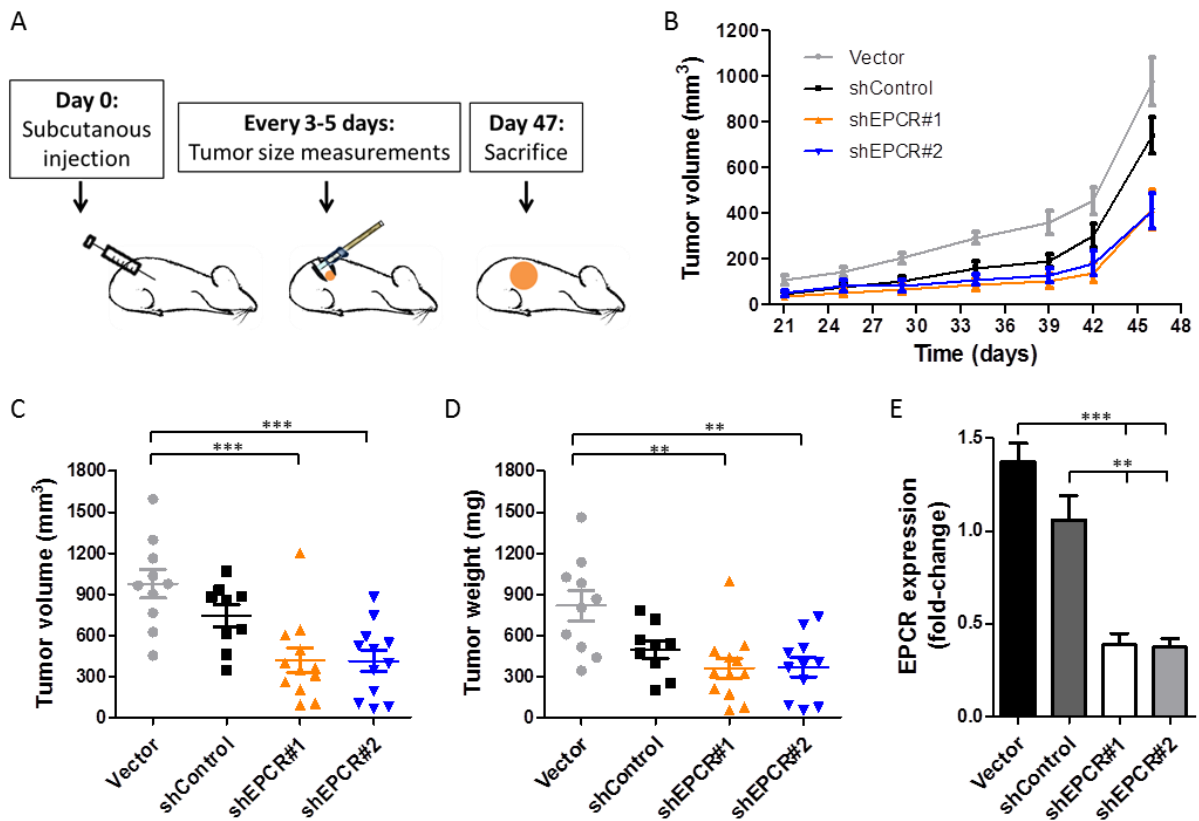 A
Day 0:
Subcutanous
injection
Every 3-5 days:
Tumor size measurements
Day 47:
Sacrifice
B
Tumor volume (mm3)
1200
1000
800
600
400
200
0
Vector
shControl
shEPCR#1
shEPCR#2
21 24 27 30 33 36 39 42 45 48
Time (days)
C
***
***
Tumor volume (mm3)
1800
1500
1200
900
600
300
0
Vector
shControl
shEPCR#1
shEPCR#2
D
**
**
Tumor weight (mg)
1800
1500
1200
900
600
300
0
Vector
shControl
shEPCR#1
shEPCR#2
E
***
**
EPCR expression
(fold-change)
1.5
1.0
0.5
0.0
Vector
shControl
shEPCR#1
shEPCR#2